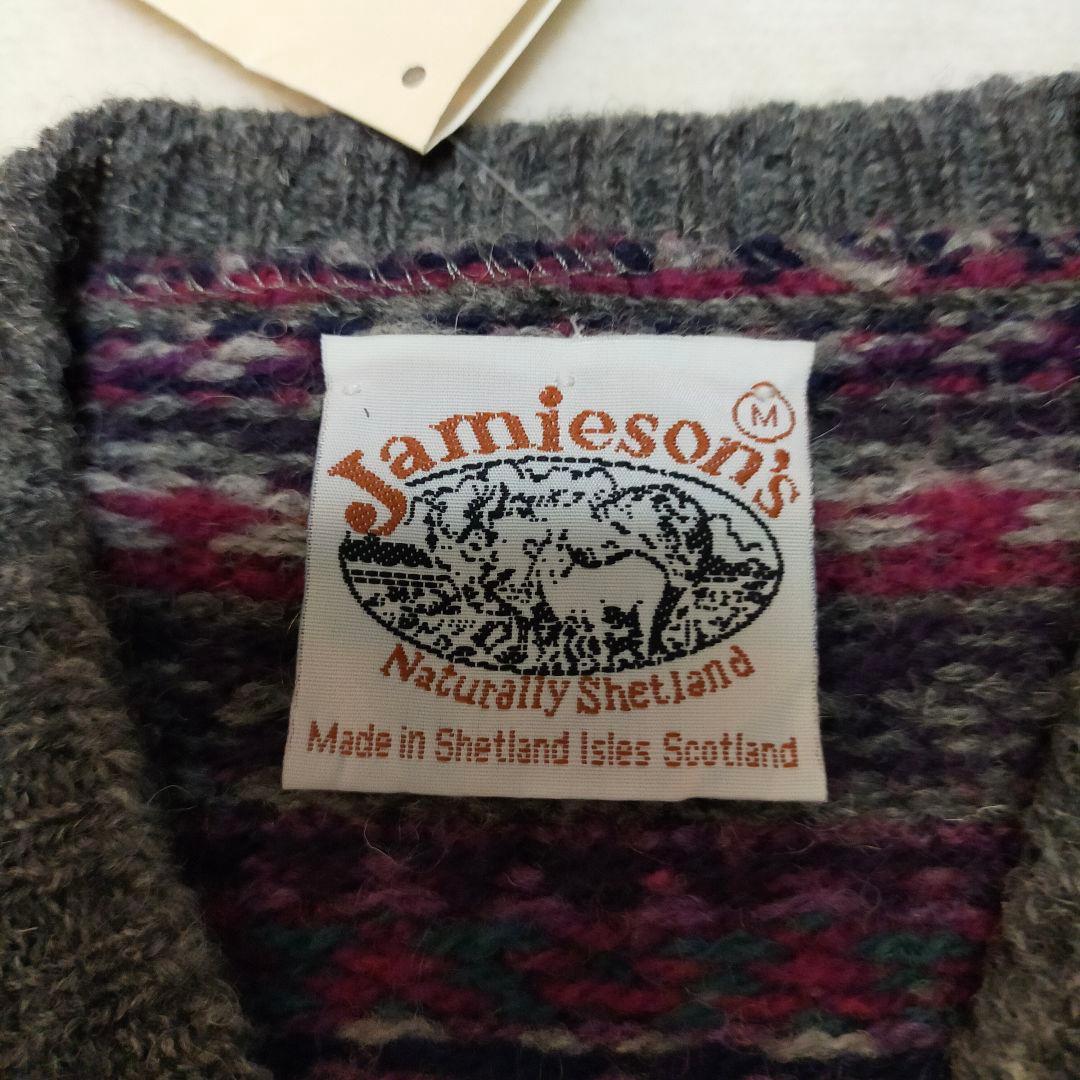 Jamieson's
M
Naturally Shetland
Made in Shetland Isles Scotland